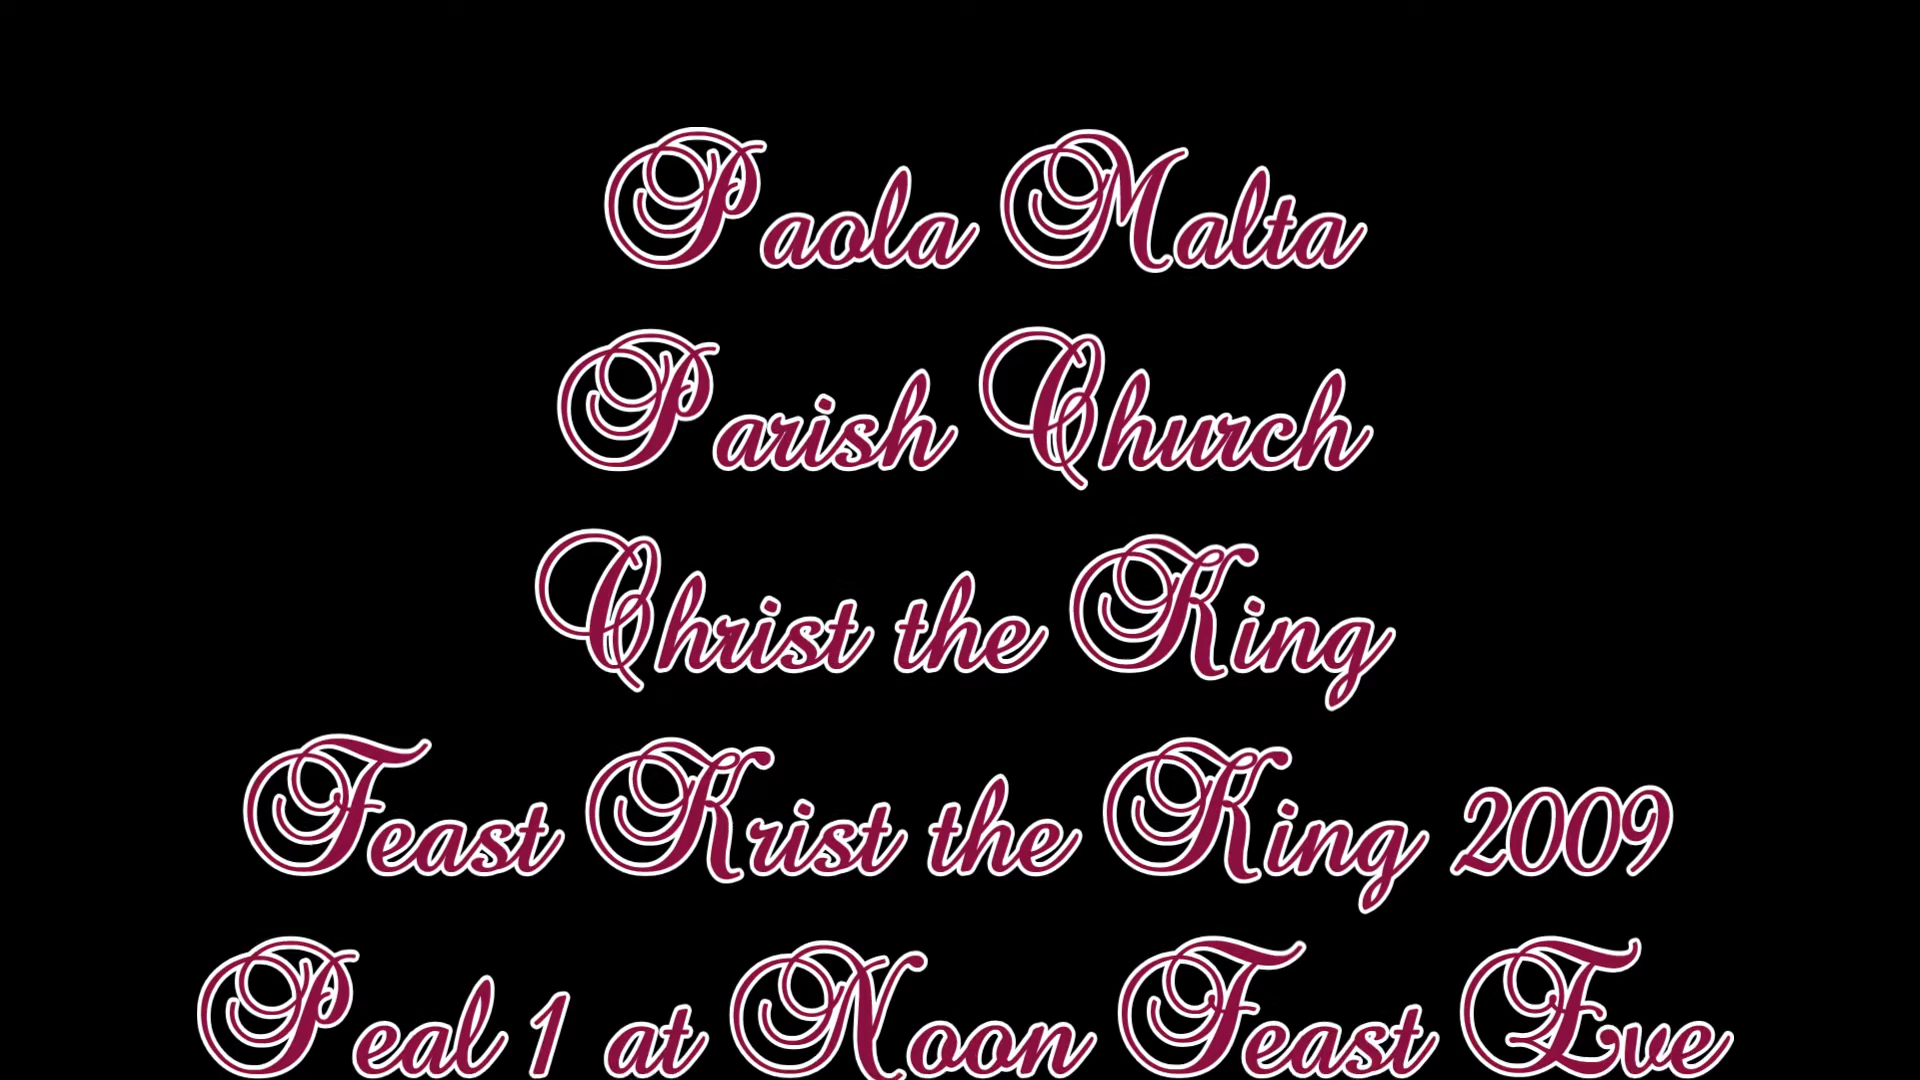 Paola Malta
Parish Church
Christ the King
Feast Krist the King 2009
Peal 1 at Noon Feast Eve